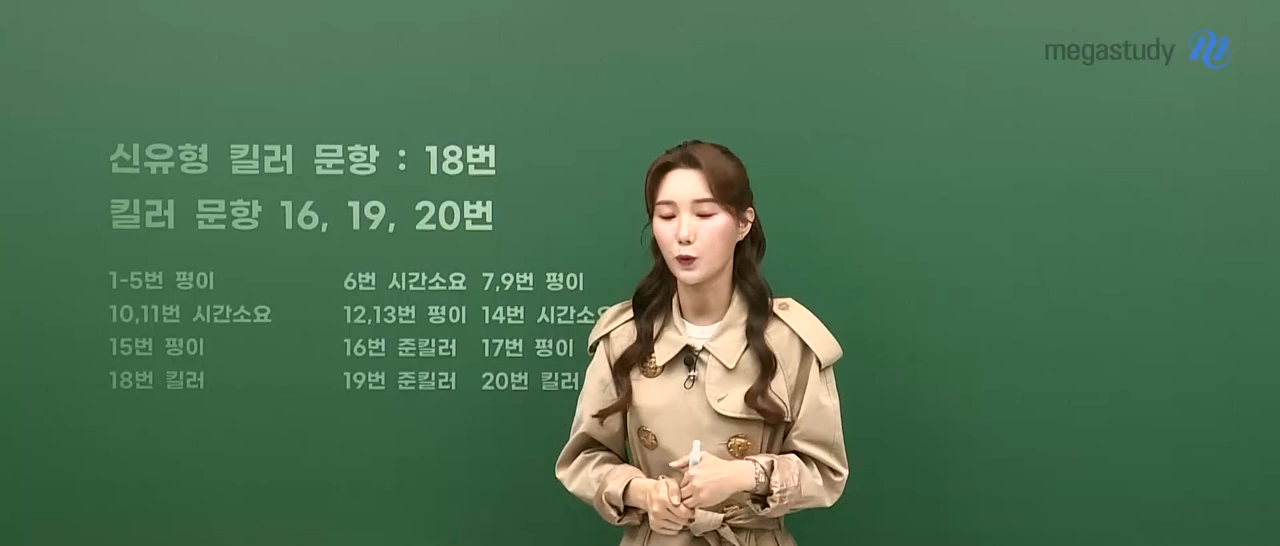 megastudy
신유형 킬러 문항 : 18번
킬러 문항 16, 19, 20번
1-5번 평이 6번 시간소요 7,9번 평이
10,11번 시간소요 12,13번 평이 14번
15번 평이 16번 준킬러 17번 평이
18번 킬러 19번 준킬러 20번 킬러